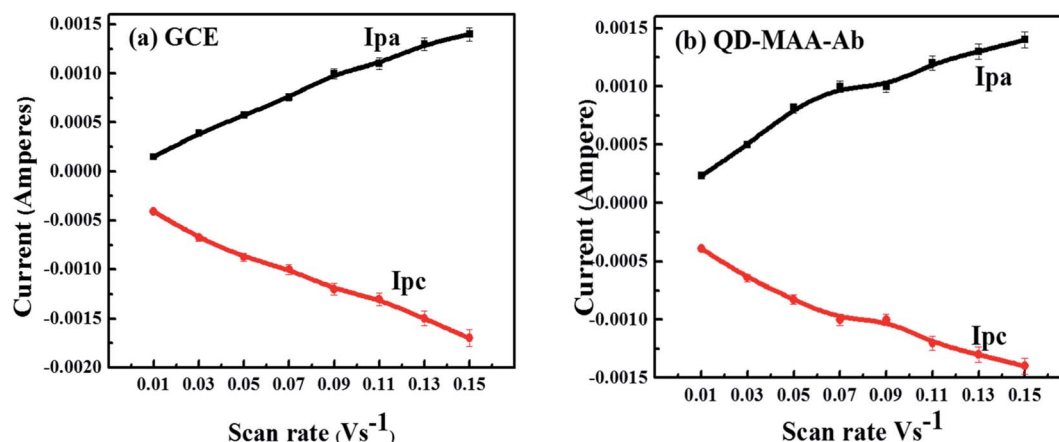 (a) GCE
Ipa
Ipc
Current (Amperes)
0.0015
0.0010
0.0005
0.0000
-0.0005
-0.0010
-0.0015
-0.0020
0.01 0.03 0.05 0.07 0.09 0.11 0.13 0.15
Scan rate (Vs-1)
(b) QD-MAA-Ab
Ipa
Ipc
Current (Ampere)
0.0015
0.0010
0.0005
0.0000
-0.0005
-0.0010
-0.0015
0.01 0.03 0.05 0.07 0.09 0.11 0.13 0.15
Scan rate Vs-1